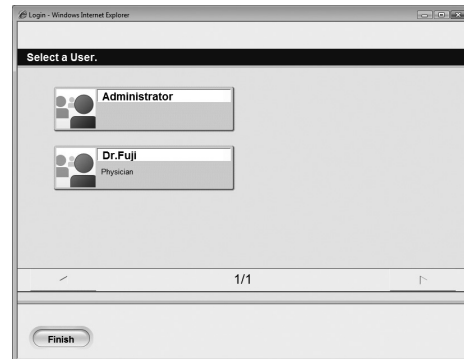 Login - Windows Internet Explorer
Select a User.
Administrator
Dr.Fuji
Physician
1/1
Finish